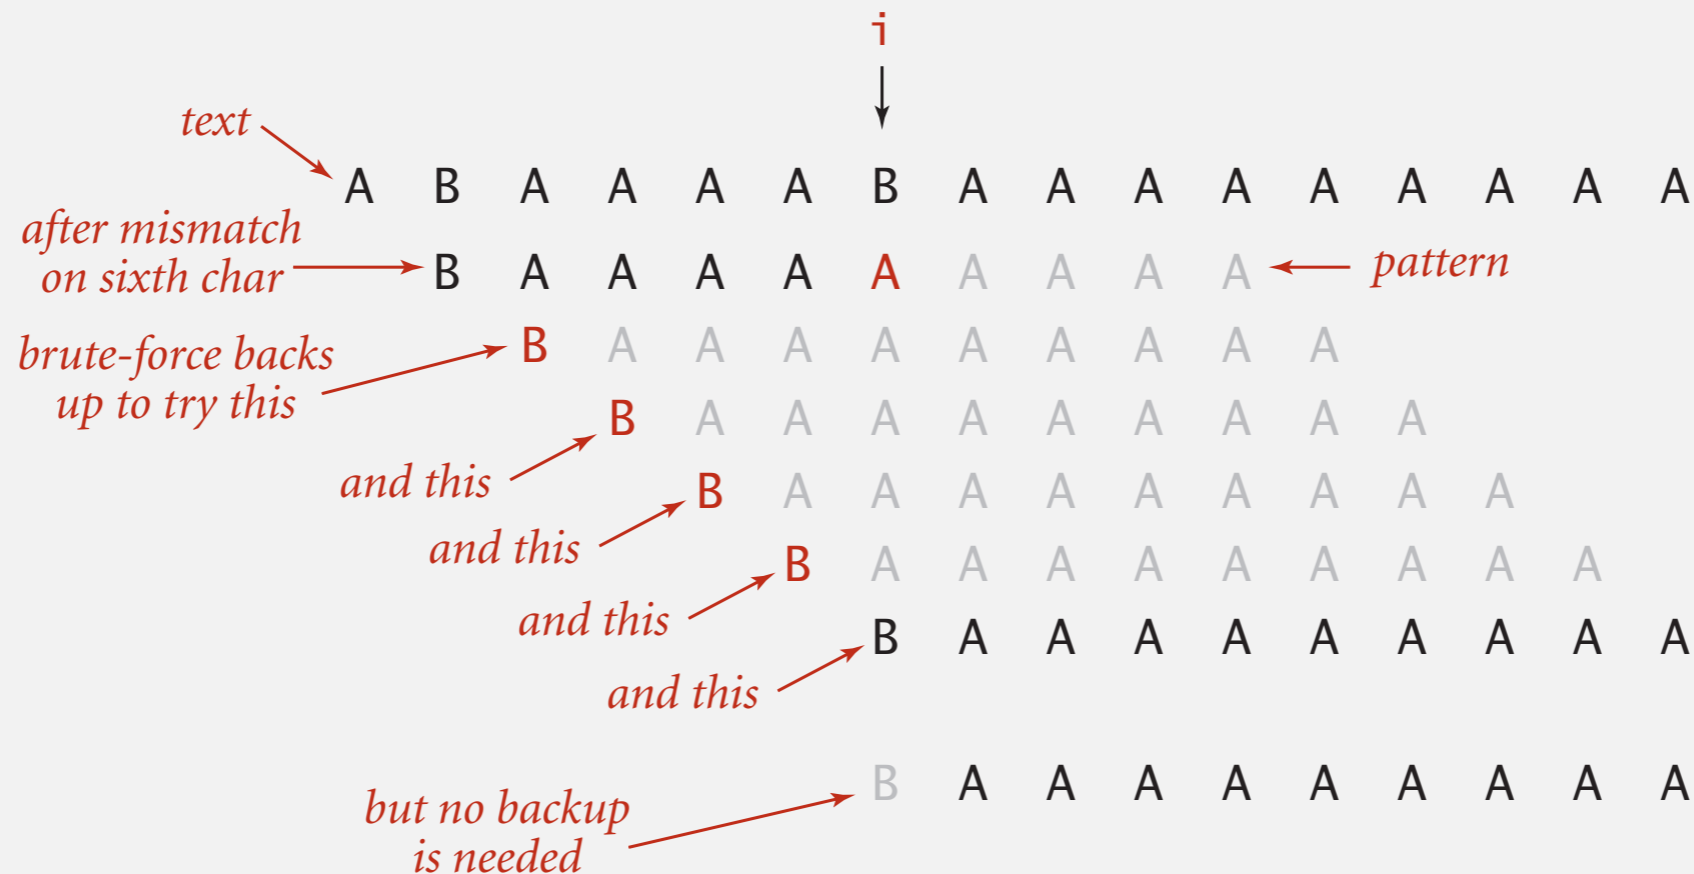 i
text
A B A A A A B A A A A A A A A A
after mismatch
on sixth char
B A A A A A A A A A
pattern
brute-force backs
up to try this
B A A A A A A A A A
B A A A A A A A A A
and this
B A A A A A A A A A
and this
B A A A A A A A A A
and this
B A A A A A A A A A
and this
B A A A A A A A A A
but no backup
is needed